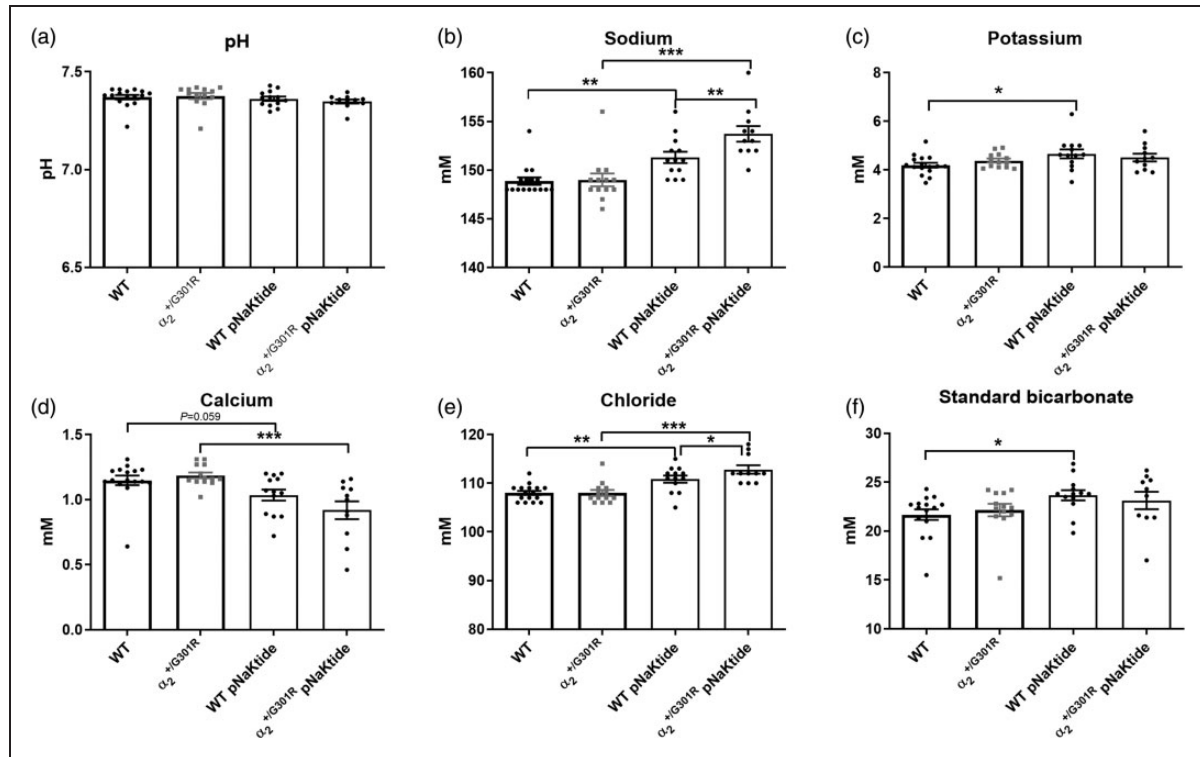 (a)
pH
7.5
7.0
6.5
pH
WT
α2+/G301R
WT pNaKtide
α2+/G301R pNaKtide
(b)
Sodium
160
155
150
145
140
mM
**
***
**
WT
α2+/G301R
WT pNaKtide
α2+/G301R pNaKtide
(c)
Potassium
8
6
4
2
0
mM
*
WT
α2+/G301R
WT pNaKtide
α2+/G301R pNaKtide
(d)
Calcium
1.5
1.0
0.5
0.0
mM
P=0.059
***
WT
α2+/G301R
WT pNaKtide
α2+/G301R pNaKtide
(e)
Chloride
120
110
100
90
80
mM
**
***
*
WT
α2+/G301R
WT pNaKtide
α2+/G301R pNaKtide
(f)
Standard bicarbonate
30
25
20
15
10
mM
*
WT
α2+/G301R
WT pNaKtide
α2+/G301R pNaKtide